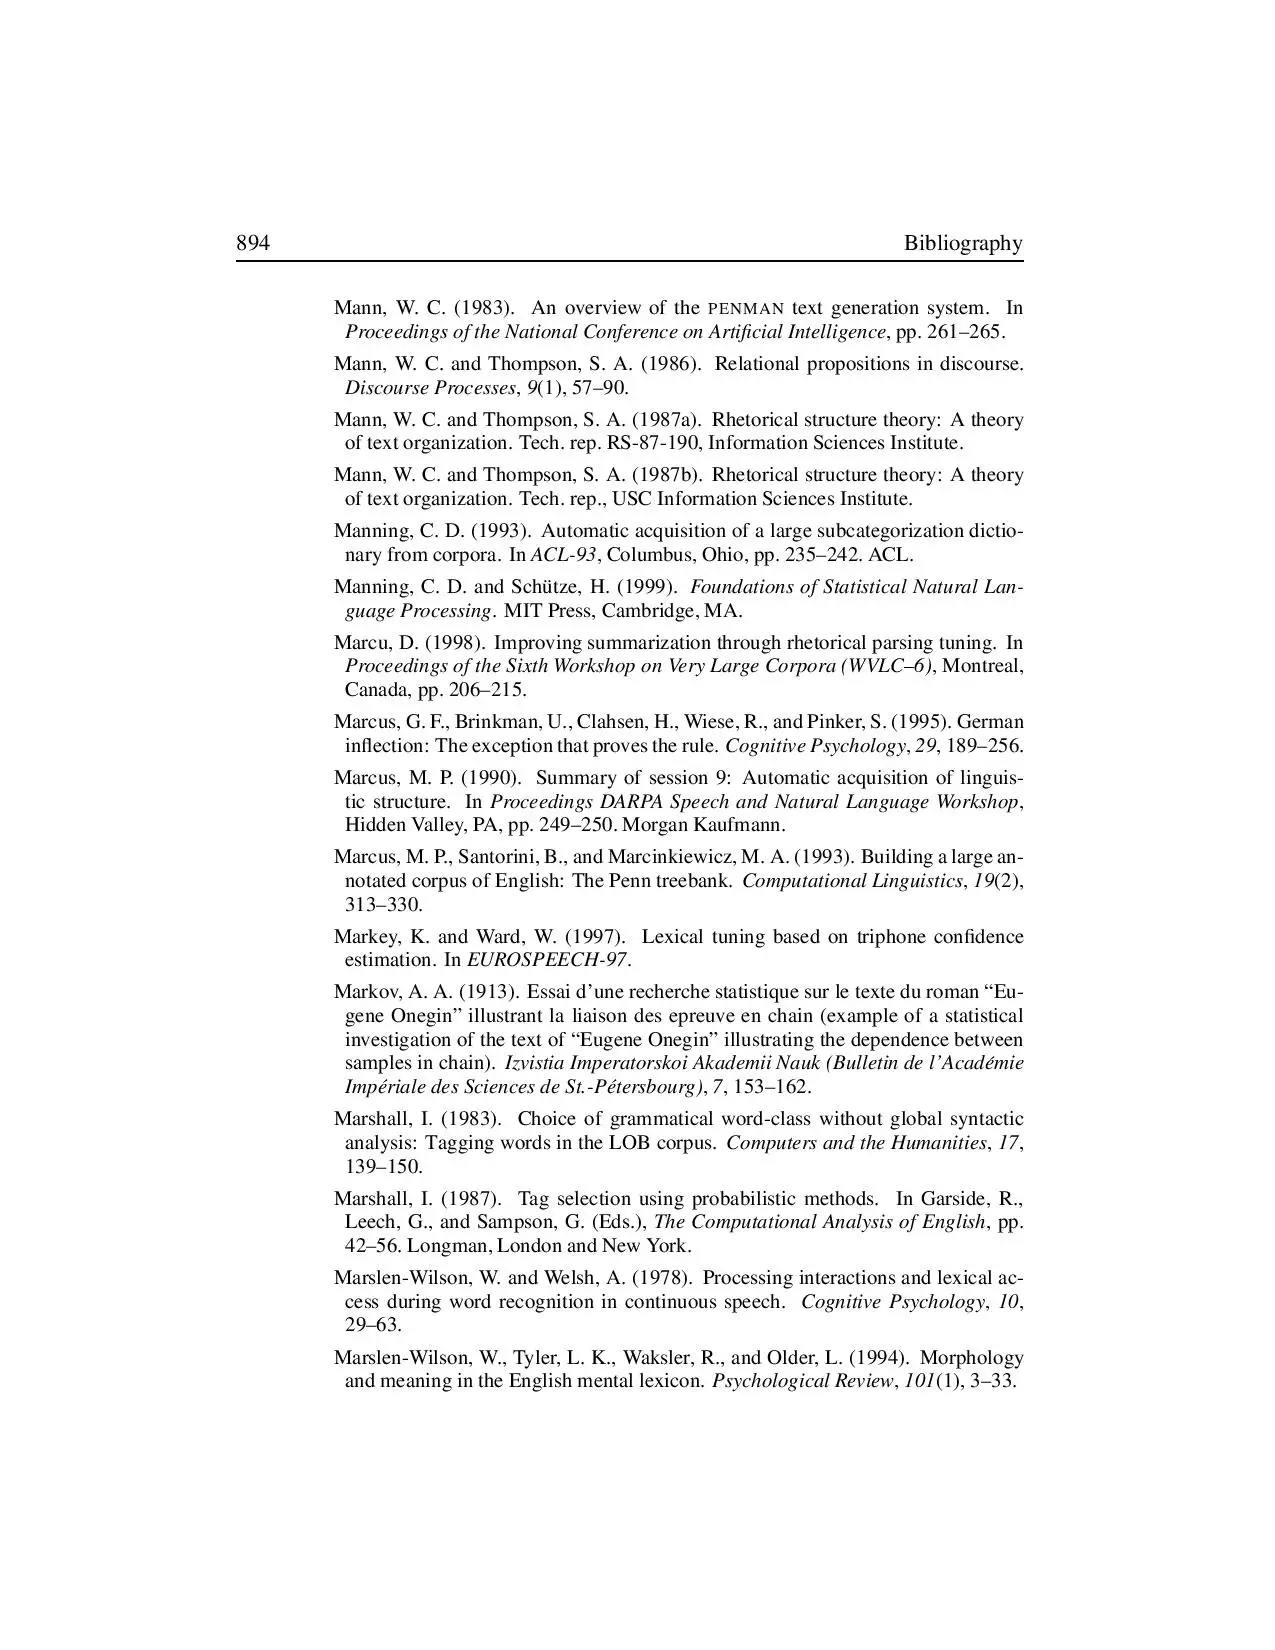 894 Bibliography
Mann, W. C. (1983). An overview of the PENMAN text generation system. In
Proceedings of the National Conference on Artificial Intelligence, pp. 261–265.
Mann, W. C. and Thompson, S. A. (1986). Relational propositions in discourse.
Discourse Processes, 9(1), 57–90.
Mann, W. C. and Thompson, S. A. (1987a). Rhetorical structure theory: A theory
of text organization. Tech. rep. RS-87-190, Information Sciences Institute.
Mann, W. C. and Thompson, S. A. (1987b). Rhetorical structure theory: A theory
of text organization. Tech. rep., USC Information Sciences Institute.
Manning, C. D. (1993). Automatic acquisition of a large subcategorization dictio-
nary from corpora. In ACL-93, Columbus, Ohio, pp. 235–242. ACL.
Manning, C. D. and Schütze, H. (1999). Foundations of Statistical Natural Lan-
guage Processing. MIT Press, Cambridge, MA.
Marcu, D. (1998). Improving summarization through rhetorical parsing tuning. In
Proceedings of the Sixth Workshop on Very Large Corpora (WVLC–6), Montreal,
Canada, pp. 206–215.
Marcus, G. F., Brinkman, U., Clahsen, H., Wiese, R., and Pinker, S. (1995). German
inflection: The exception that proves the rule. Cognitive Psychology, 29, 189–256.
Marcus, M. P. (1990). Summary of session 9: Automatic acquisition of linguis-
tic structure. In Proceedings DARPA Speech and Natural Language Workshop,
Hidden Valley, PA, pp. 249–250. Morgan Kaufmann.
Marcus, M. P., Santorini, B., and Marcinkiewicz, M. A. (1993). Building a large an-
notated corpus of English: The Penn treebank. Computational Linguistics, 19(2),
313–330.
Markey, K. and Ward, W. (1997). Lexical tuning based on triphone confidence
estimation. In EUROSPEECH-97.
Markov, A. A. (1913). Essai d’une recherche statistique sur le texte du roman “Eu-
gene Onegin” illustrant la liaison des epreuve en chain (example of a statistical
investigation of the text of “Eugene Onegin” illustrating the dependence between
samples in chain). Izvistia Imperatorskoi Akademii Nauk (Bulletin de l’Académie
Impériale des Sciences de St.-Pétersbourg), 7, 153–162.
Marshall, I. (1983). Choice of grammatical word-class without global syntactic
analysis: Tagging words in the LOB corpus. Computers and the Humanities, 17,
139–150.
Marshall, I. (1987). Tag selection using probabilistic methods. In Garside, R.,
Leech, G., and Sampson, G. (Eds.), The Computational Analysis of English, pp.
42–56. Longman, London and New York.
Marslen-Wilson, W. and Welsh, A. (1978). Processing interactions and lexical ac-
cess during word recognition in continuous speech. Cognitive Psychology, 10,
29–63.
Marslen-Wilson, W., Tyler, L. K., Waksler, R., and Older, L. (1994). Morphology
and meaning in the English mental lexicon. Psychological Review, 101(1), 3–33.